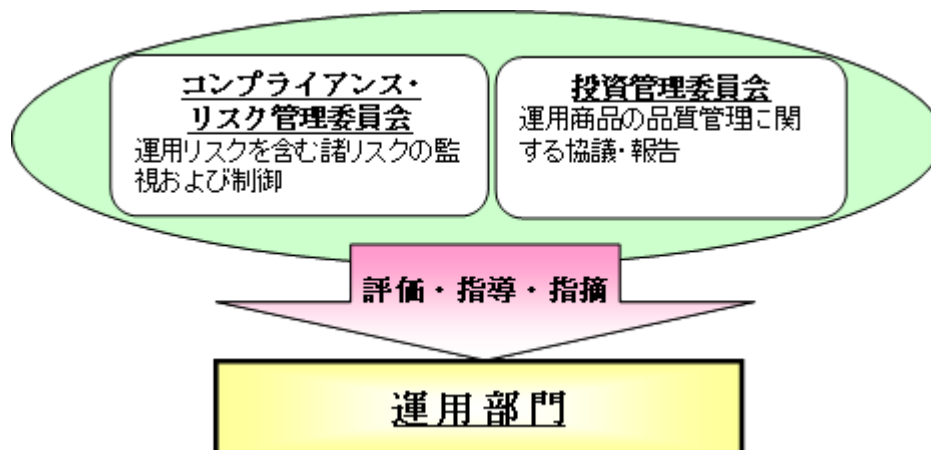 コンプライアンス・
リスク管理委員会
運用リスクを含む諸リスクの監
視および制御
投資管理委員会
運用商品の品質管理に関
する協議・報告
評価・指導・指摘
運用部門